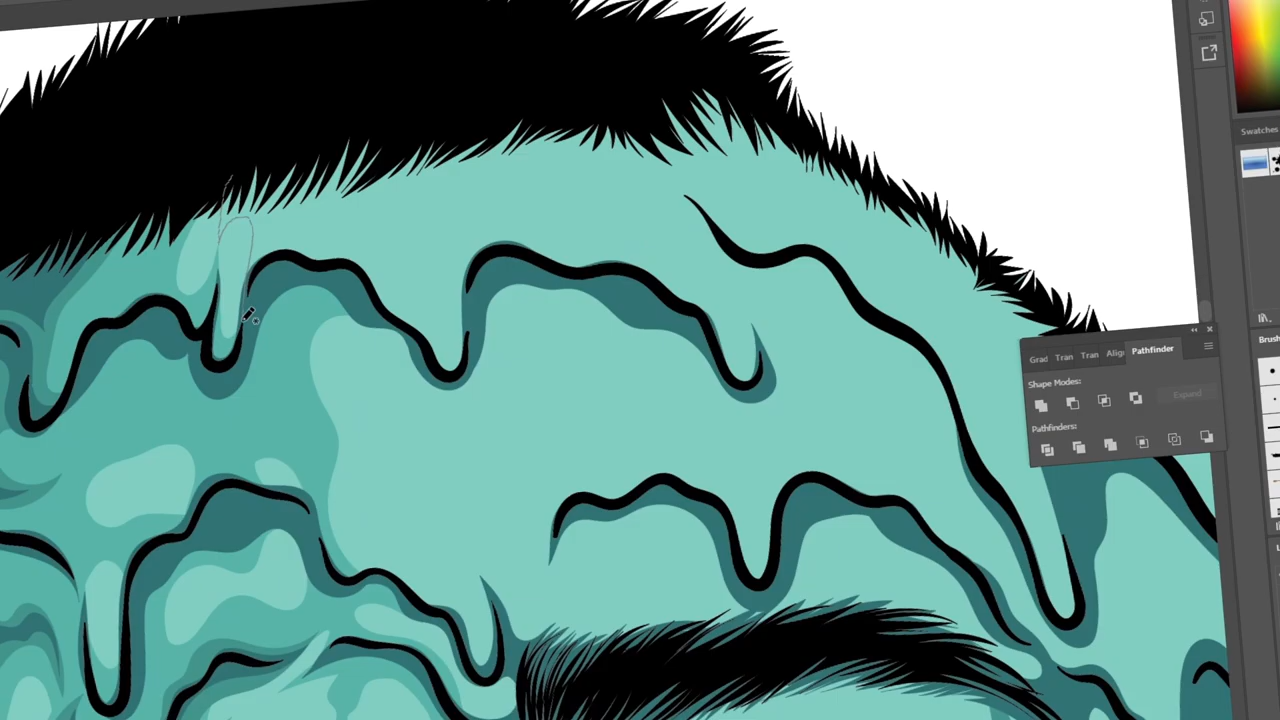 Swatches
Grad Tran Tran Align Pathfinder
Shape Modes:
Expand
Pathfinders:
Brush